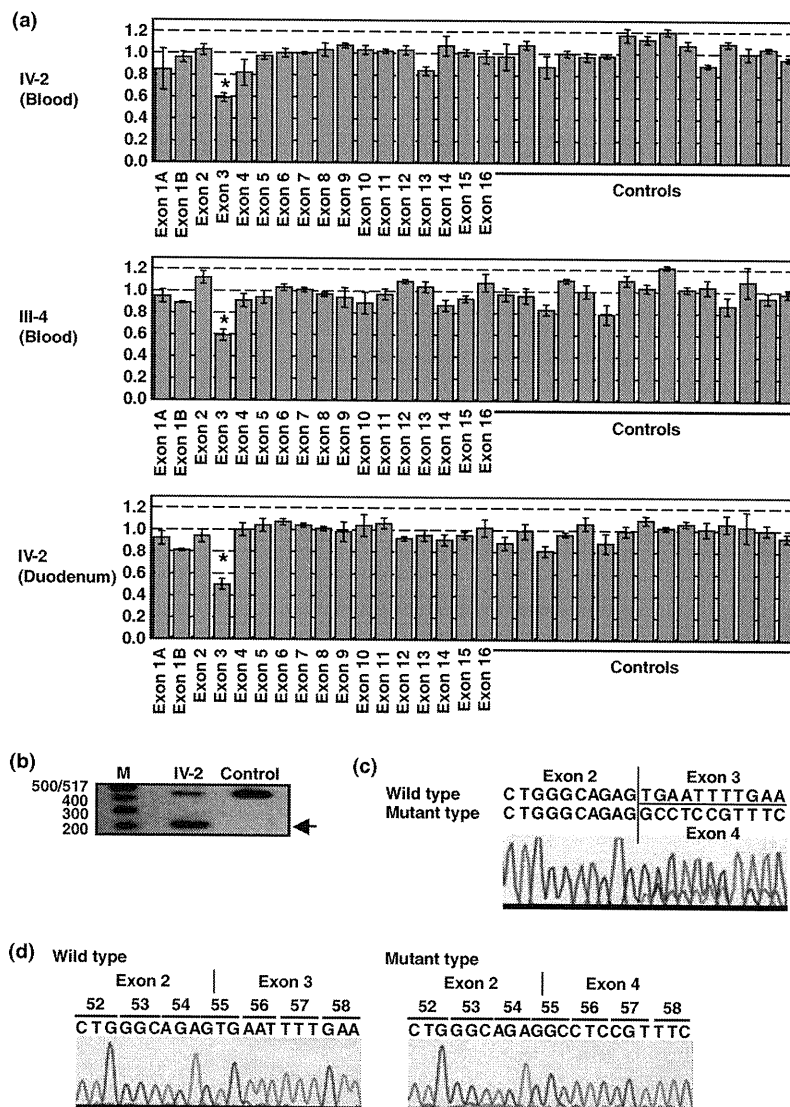 (a)
1.2
1.0
0.8
0.6
0.4
0.2
0.0
IV-2
(Blood)
*
Exon 1A
Exon 1B
Exon 2
Exon 3
Exon 4
Exon 5
Exon 6
Exon 7
Exon 8
Exon 9
Exon 10
Exon 11
Exon 12
Exon 13
Exon 14
Exon 15
Exon 16
Controls
1.2
1.0
0.8
0.6
0.4
0.2
0.0
III-4
(Blood)
*
Exon 1A
Exon 1B
Exon 2
Exon 3
Exon 4
Exon 5
Exon 6
Exon 7
Exon 8
Exon 9
Exon 10
Exon 11
Exon 12
Exon 13
Exon 14
Exon 15
Exon 16
Controls
1.2
1.0
0.8
0.6
0.4
0.2
0.0
IV-2
(Duodenum)
*
Exon 1A
Exon 1B
Exon 2
Exon 3
Exon 4
Exon 5
Exon 6
Exon 7
Exon 8
Exon 9
Exon 10
Exon 11
Exon 12
Exon 13
Exon 14
Exon 15
Exon 16
Controls
(b)
M IV-2 Control
500/517
400
300
200
(c)
Exon 2 Exon 3
Wild type CTGGGCAGAGTGAATTTTGAA
Mutant type CTGGGCAGAGGCCTCCGTTTC
Exon 4
(d) Wild type
Exon 2 Exon 3
52 53 54 55 56 57 58
CTGGGCAGAGTGAATTTTGAA
Mutant type
Exon 2 Exon 4
52 53 54 55 56 57 58
CTGGGCAGAGGCCTCCGTTTC